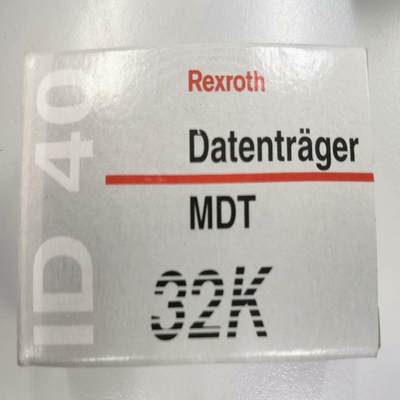 Rexroth
Datenträger
MDT
32K
ID 40